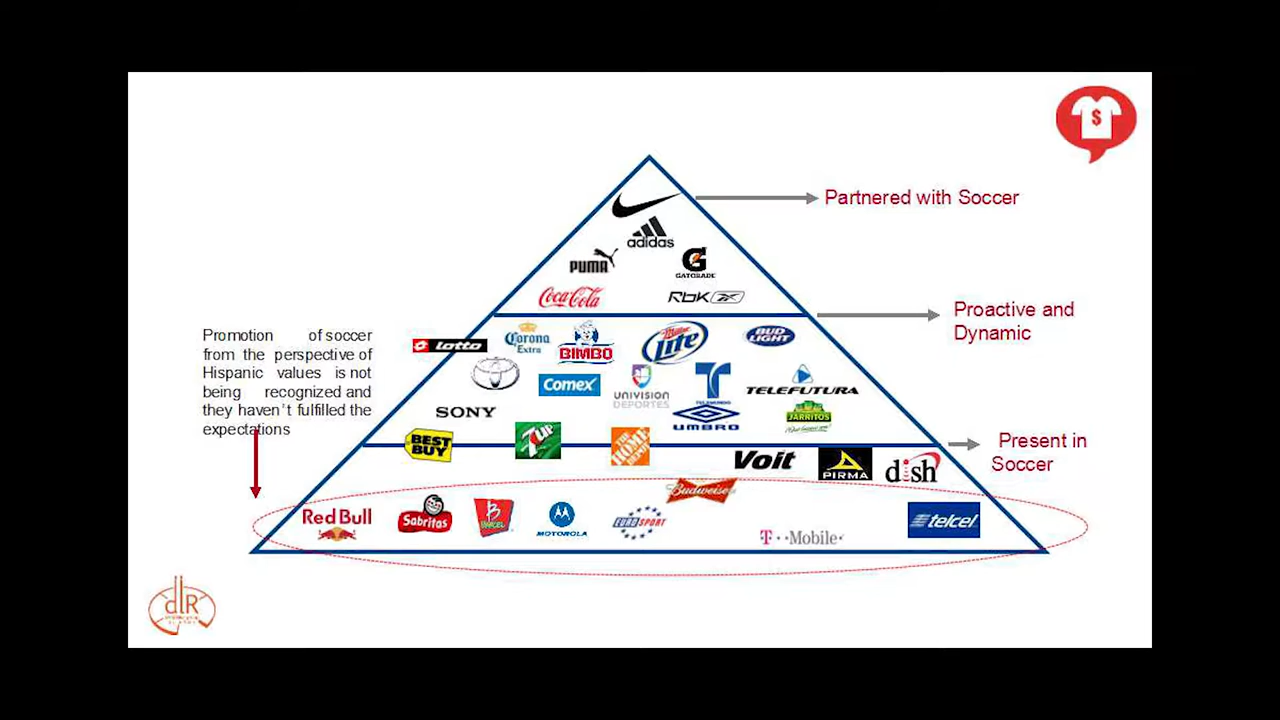 $
Partnered with Soccer
adidas
PUMA
G
GATORADE
Coca-Cola
Rbk
Proactive and
Dynamic
Promotion of soccer
from the perspective of
Hispanic values is not
being recognized and
they haven't fulfilled the
expectations
lotto
Corona
Extra
BIMBO
Miller
Lite
BUD
LIGHT
Comex
UNIVISION
DEPORTES
TELEMUNDO
TELEFUTURA
SONY
UMBRO
JARRITOS
BEST
BUY
7UP
THE
HOME
DEPOT
Present in
Soccer
Voit
PIRMA
dish
Budweiser
Red Bull
Sabritas
B
BARCEL
MOTOROLA
EUROSPORT
T··Mobile·
telcel
dlR